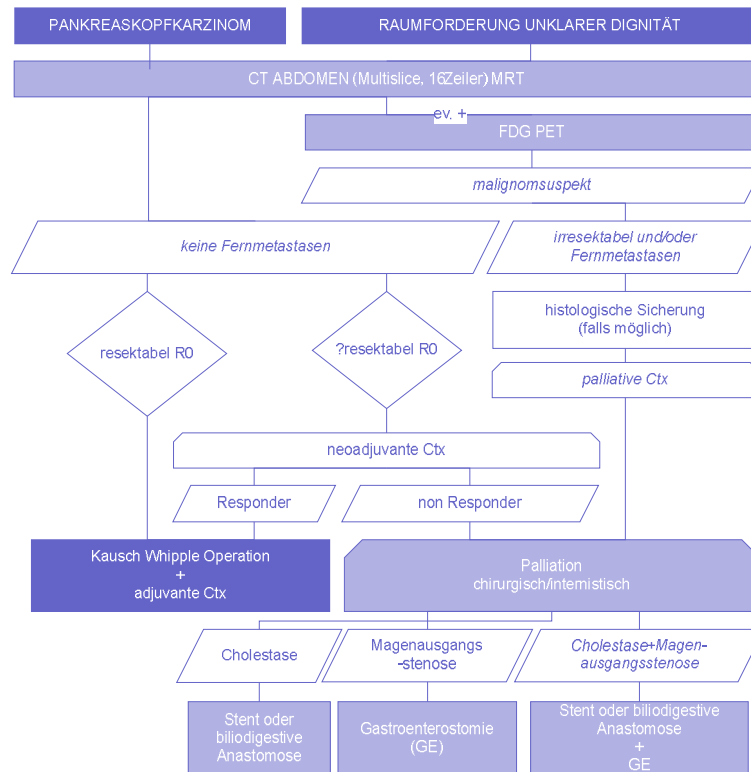 PANKREASKOPFKARZINOM
RAUMFORDERUNG UNKLARER DIGNITÄT
CT ABDOMEN (Multislice, 16Zeiler) MRT
ev. +
FDG PET
malignomsuspekt
keine Fernmetastasen
irresektabel und/oder
Fernmetastasen
histologische Sicherung
(falls möglich)
resektabel R0
?resektabel R0
palliative Ctx
neoadjuvante Ctx
Responder
non Responder
Kausch Whipple Operation
+
adjuvante Ctx
Palliation
chirurgisch/internistisch
Cholestase
Magenausgangs
-stenose
Cholestase+Magen-
ausgangsstenose
Stent oder
biliodigestive
Anastomose
Gastroenterostomie
(GE)
Stent oder biliodigestive
Anastomose
+
GE